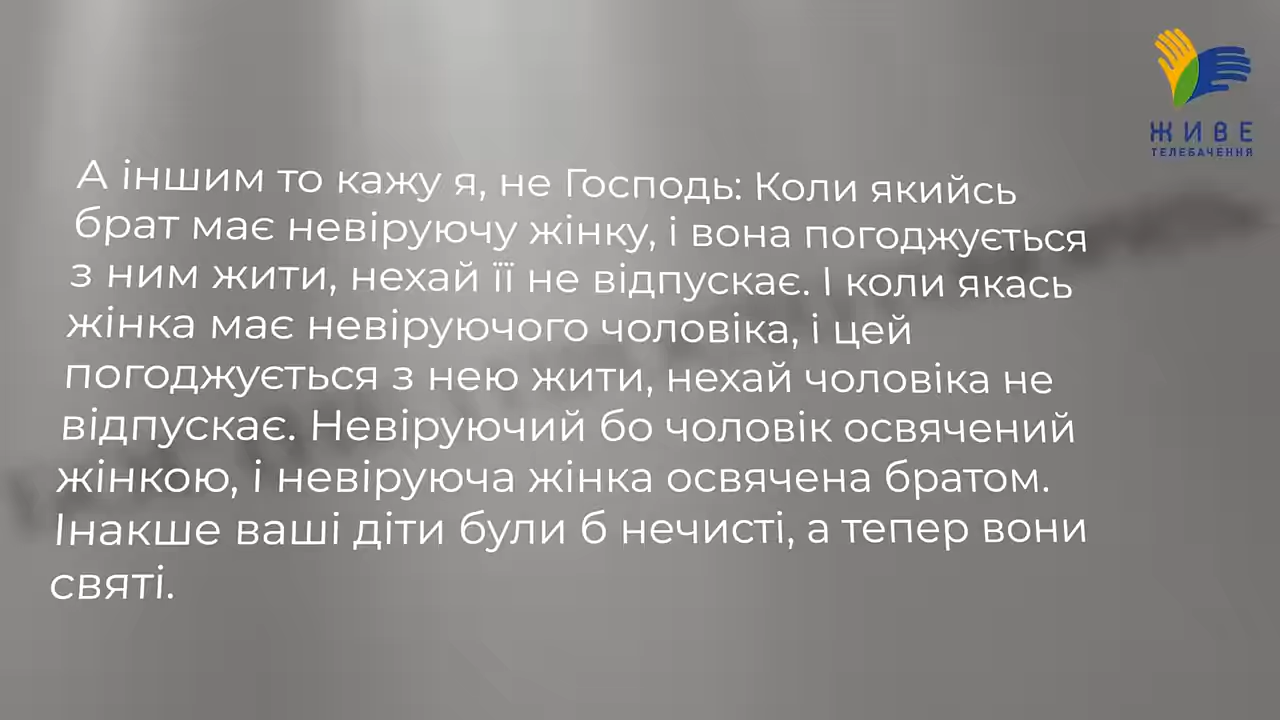 ЖИВЕ
ТЕЛЕБАЧЕННЯ
А іншим то кажу я, не Господь: Коли якийсь
брат має невіруючу жінку, і вона погоджується
з ним жити, нехай її не відпускає. І коли якась
жінка має невіруючого чоловіка, і цей
погоджується з нею жити, нехай чоловіка не
відпускає. Невіруючий бо чоловік освячений
жінкою, і невіруюча жінка освячена братом.
Інакше ваші діти були б нечисті, а тепер вони
святі.